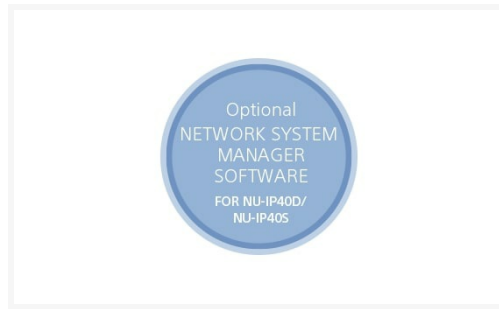 Optional
NETWORK SYSTEM
MANAGER
SOFTWARE
FOR NU-IP40D/
NU-IP40S